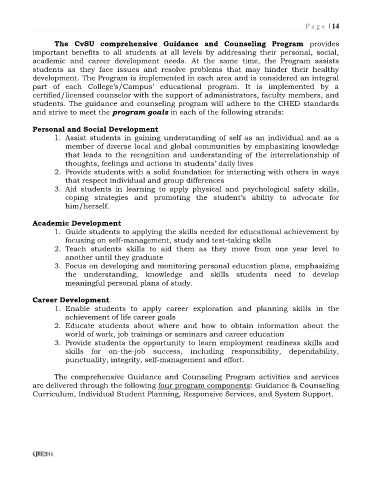 P a g e | 14
The CvSU comprehensive Guidance and Counseling Program provides
important benefits to all students at all levels by addressing their personal, social,
academic and career development needs. At the same time, the Program assists
students as they face issues and resolve problems that may hinder their healthy
development. The Program is implemented in each area and is considered an integral
part of each College's/Campus' educational program. It is implemented by a
certified/licensed counselor with the support of administrators, faculty members, and
students. The guidance and counseling program will adhere to the CHED standards
and strive to meet the program goals in each of the following strands:
Personal and Social Development
1. Assist students in gaining understanding of self as an individual and as a
member of diverse local and global communities by emphasizing knowledge
that leads to the recognition and understanding of the interrelationship of
thoughts, feelings and actions in students' daily lives
2. Provide students with a solid foundation for interacting with others in ways
that respect individual and group differences
3. Aid students in learning to apply physical and psychological safety skills,
coping strategies and promoting the student's ability to advocate for
him/herself.
Academic Development
1. Guide students to applying the skills needed for educational achievement by
focusing on self-management, study and test-taking skills
2. Teach students skills to aid them as they move from one year level to
another until they graduate
3. Focus on developing and monitoring personal education plans, emphasizing
the understanding, knowledge and skills students need to develop
meaningful personal plans of study.
Career Development
1. Enable students to apply career exploration and planning skills in the
achievement of life career goals
2. Educate students about where and how to obtain information about the
world of work, job trainings or seminars and career education
3. Provide students the opportunity to learn employment readiness skills and
skills for on-the-job success, including responsibility, dependability,
punctuality, integrity, self-management and effort.
The comprehensive Guidance and Counseling Program activities and services
are delivered through the following four program components: Guidance & Counseling
Curriculum, Individual Student Planning, Responsive Services, and System Support.